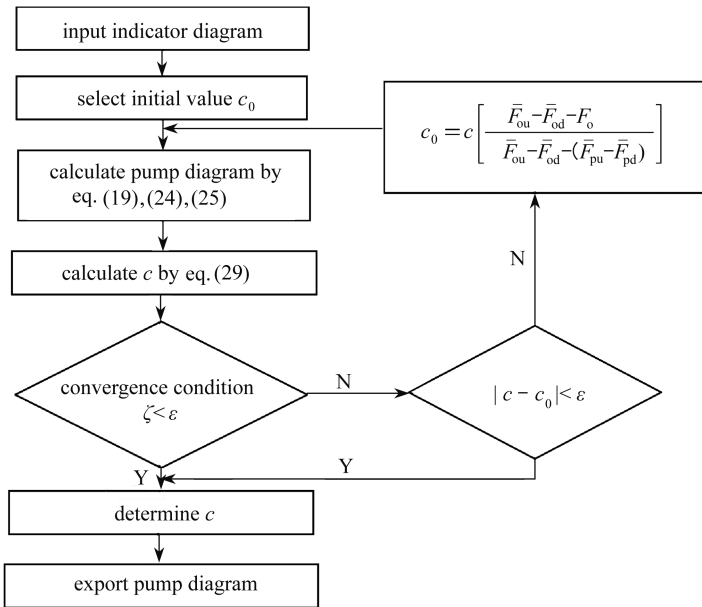 input indicator diagram
select initial value c₀
c₀ = c [ (F̄ₒᵤ−F̄ₒd−Fₒ) / (F̄ₒᵤ−F̄ₒd−(F̄ₚᵤ−F̄ₚd)) ]
calculate pump diagram by
eq. (19),(24),(25)
calculate c by eq. (29)
N
convergence condition
ζ<ε
N
|c − c₀|< ε
Y
Y
determine c
export pump diagram